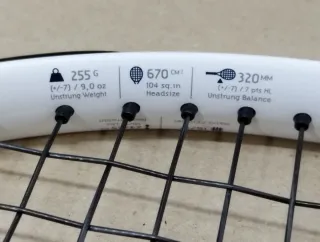 255 G
(+/-7) / 9,0 oz
Unstrung Weight
670 CM²
104 sq.in
Headsize
320 MM
(+/-7) / 7 pts HL
Unstrung Balance